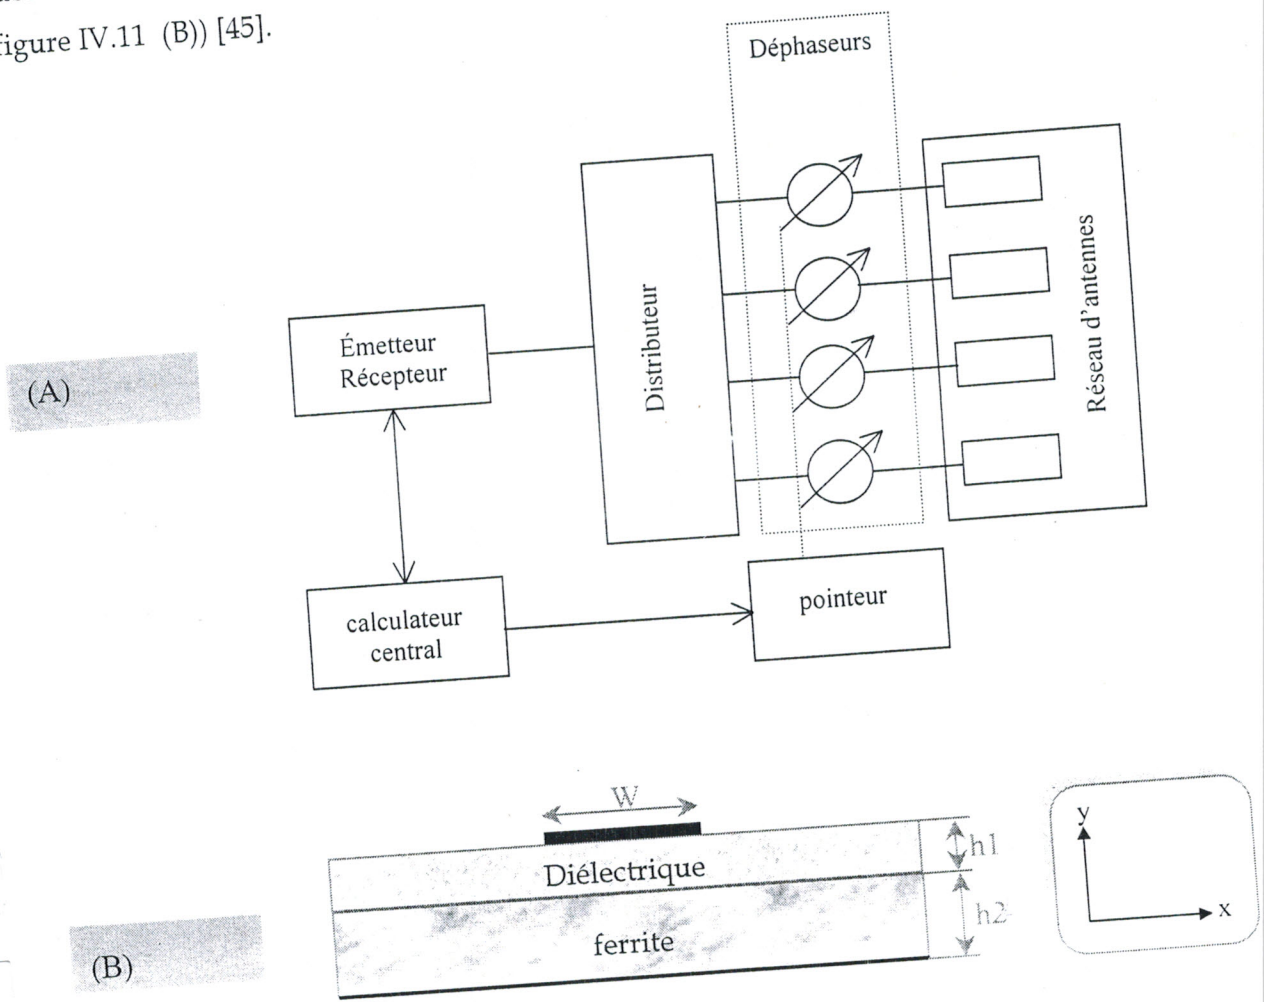 figure IV.11 (B)) [45].
Déphaseurs
Distributeur
Réseau d'antennes
Émetteur
Récepteur
(A)
calculateur
central
pointeur
W
Diélectrique
h1
ferrite
h2
(B)
y
x